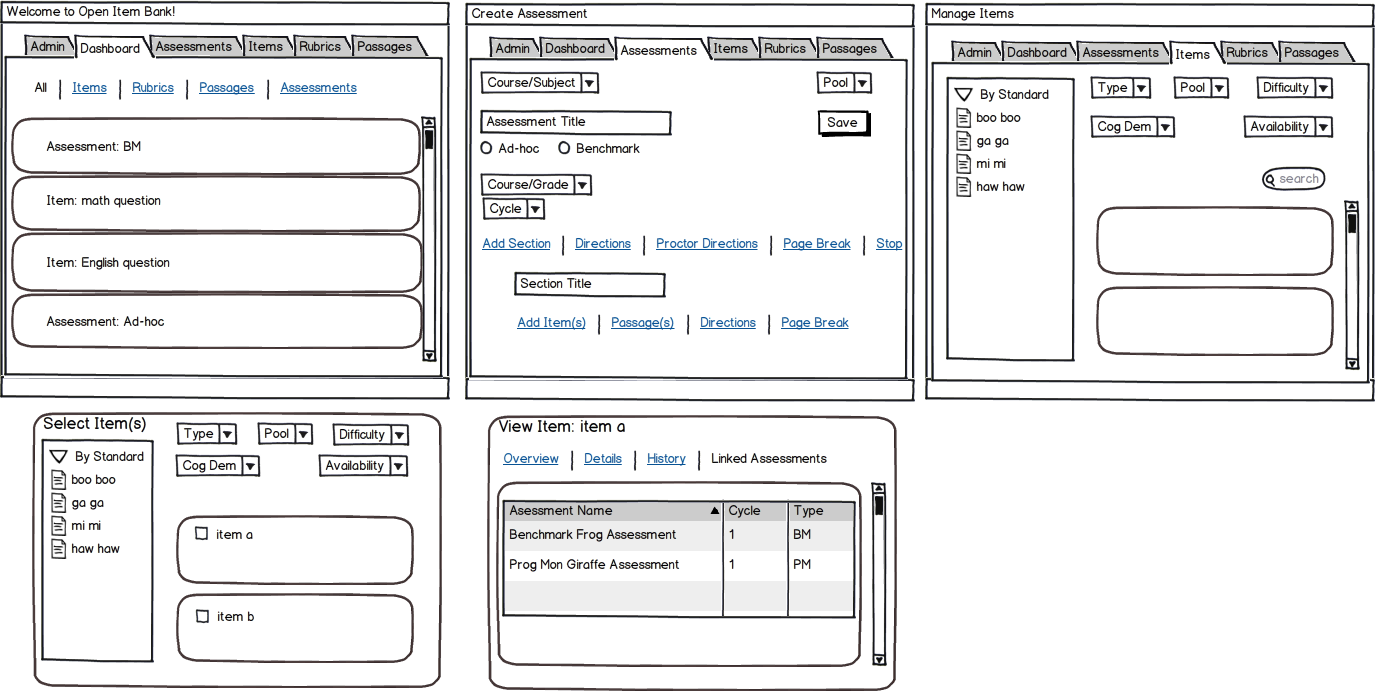 Welcome to Open Item Bank!
Admin Dashboard Assessments Items Rubrics Passages
All Items Rubrics Passages Assessments
Assessment: BM
Item: math question
Item: English question
Assessment: Ad-hoc
Create Assessment
Admin Dashboard Assessments Items Rubrics Passages
Course/Subject Pool
Assessment Title Save
Ad-hoc Benchmark
Course/Grade
Cycle
Add Section Directions Proctor Directions Page Break Stop
Section Title
Add Item(s) Passage(s) Directions Page Break
Manage Items
Admin Dashboard Assessments Items Rubrics Passages
By Standard
boo boo
ga ga
mi mi
haw haw
Type Pool Difficulty
Cog Dem Availability
search
Select Item(s)
By Standard
boo boo
ga ga
mi mi
haw haw
Type Pool Difficulty
Cog Dem Availability
item a
item b
View Item: item a
Overview Details History Linked Assessments
Asessment Name Cycle Type
Benchmark Frog Assessment 1 BM
Prog Mon Giraffe Assessment 1 PM